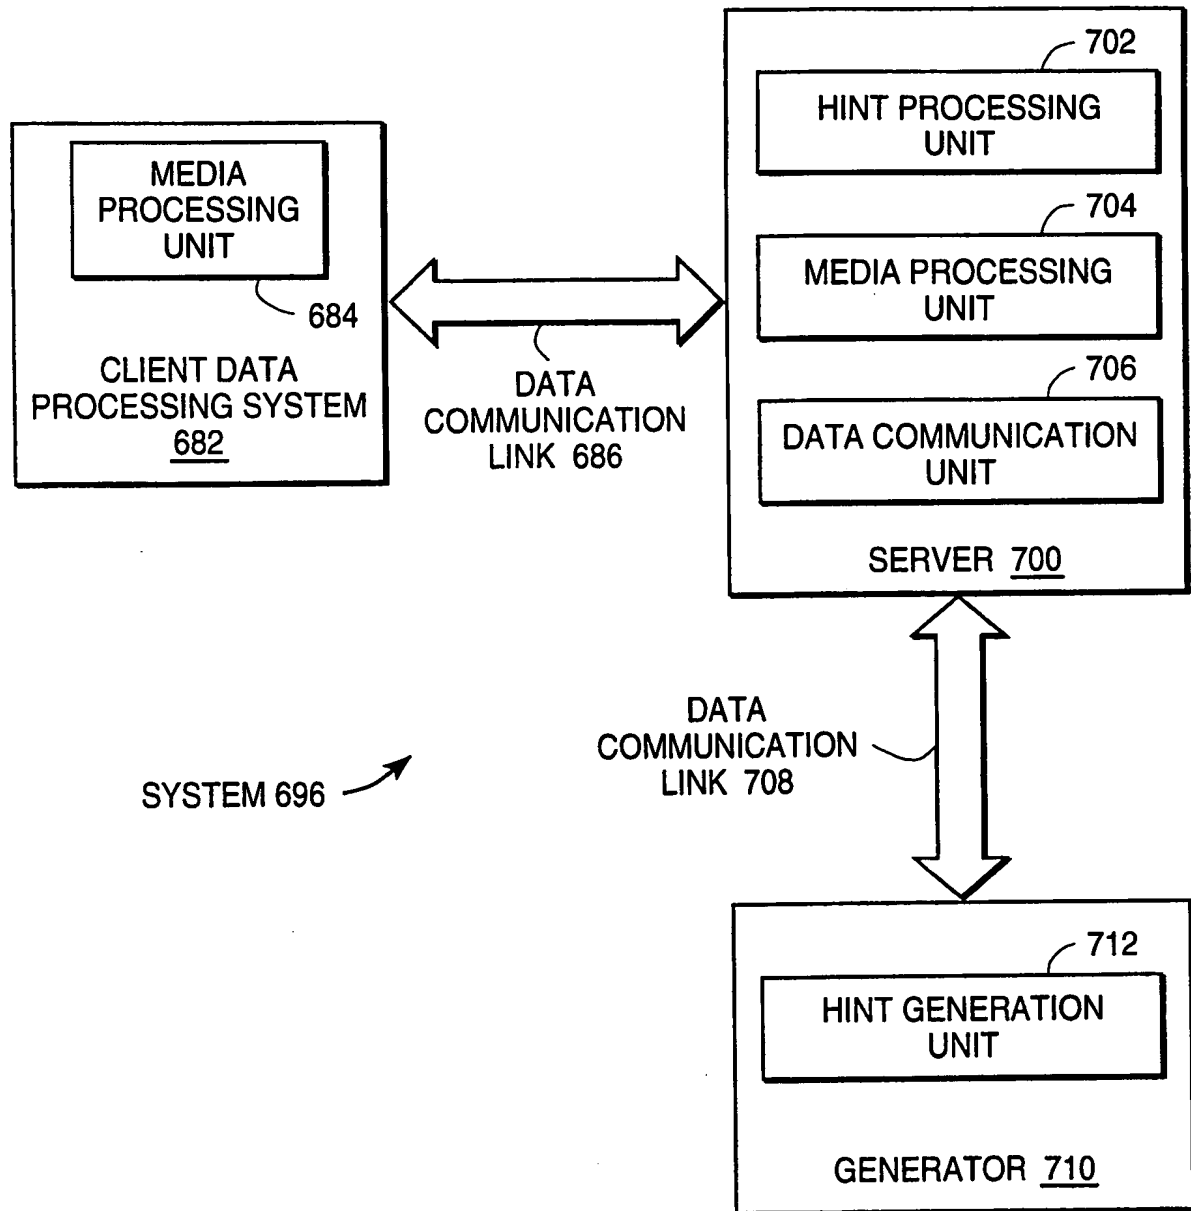 702
HINT PROCESSING
UNIT
704
MEDIA PROCESSING
UNIT
706
DATA COMMUNICATION
UNIT
SERVER 700
MEDIA
PROCESSING
UNIT
684
CLIENT DATA
PROCESSING SYSTEM
682
DATA
COMMUNICATION
LINK 686
DATA
COMMUNICATION
LINK 708
SYSTEM 696
712
HINT GENERATION
UNIT
GENERATOR 710